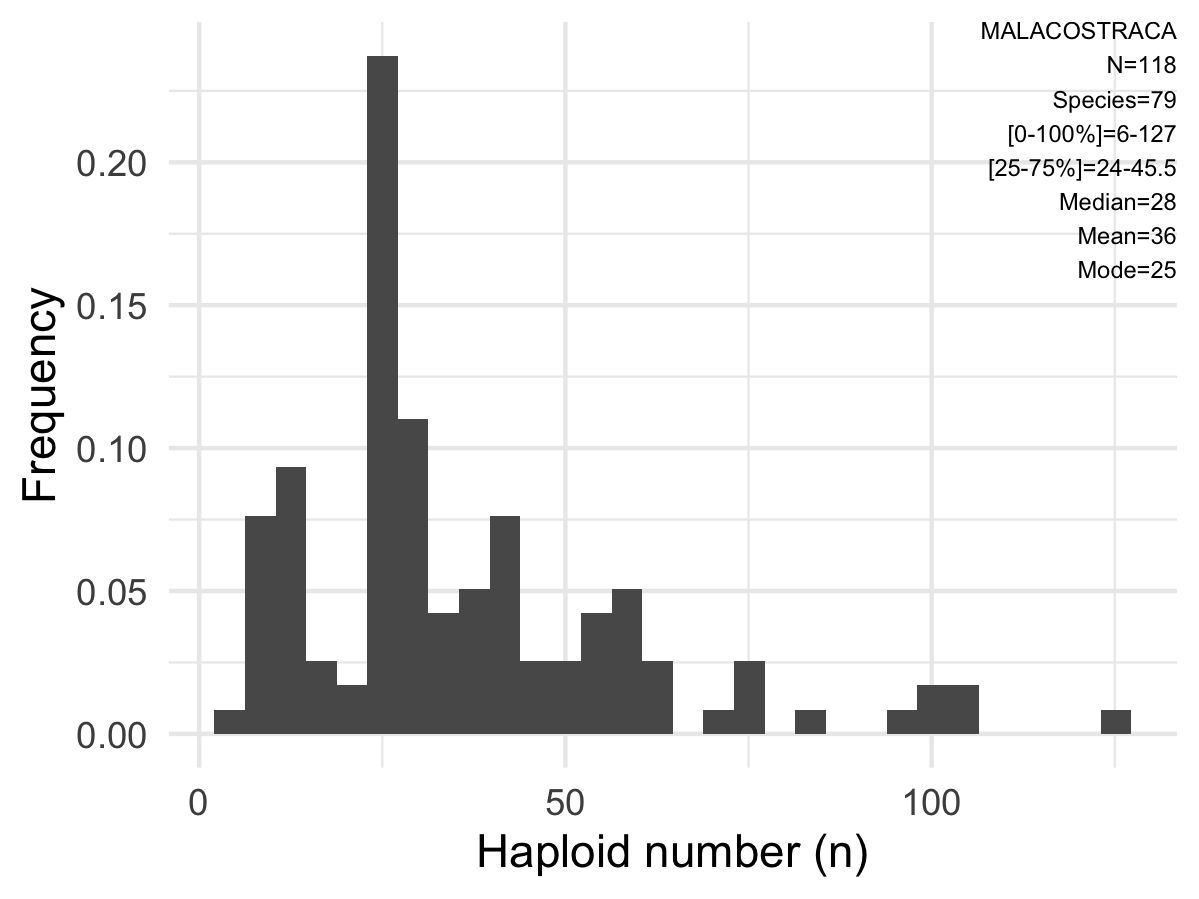 MALACOSTRACA
N=118
Species=79
[0-100%]=6-127
[25-75%]=24-45.5
Median=28
Mean=36
Mode=25
Frequency
0.20
0.15
0.10
0.05
0.00
0 50 100
Haploid number (n)